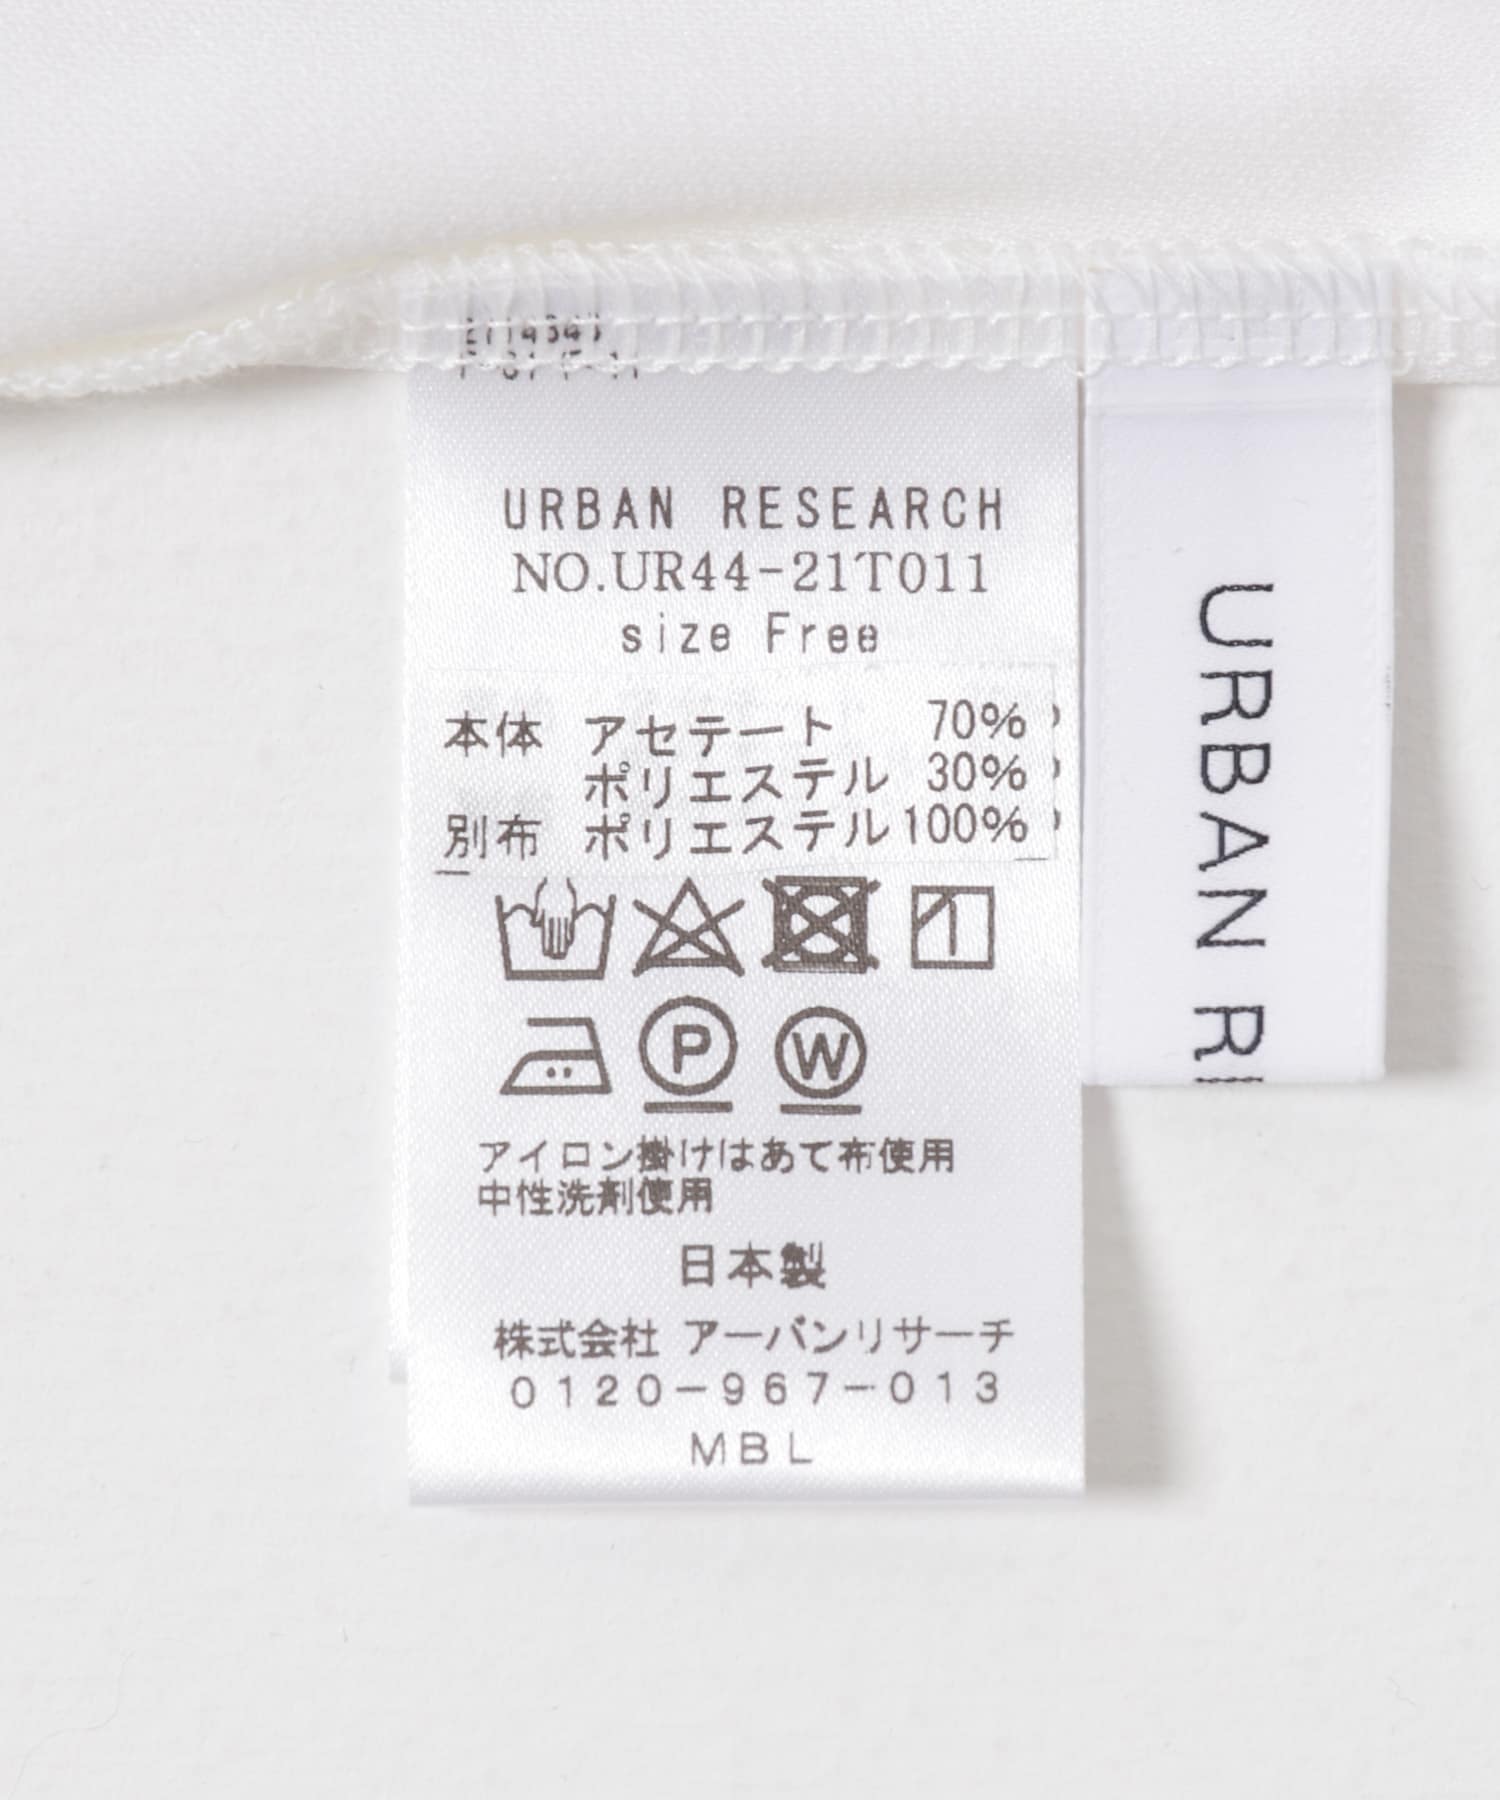 URBAN RESEARCH
NO.UR44-21T011
size Free
本体 アセテート 70%
ポリエステル 30%
別布 ポリエステル 100%
P
W
アイロン掛けはあて布使用
中性洗剤使用
日本製
株式会社 アーバンリサーチ
0120-967-013
MBL
URBAN